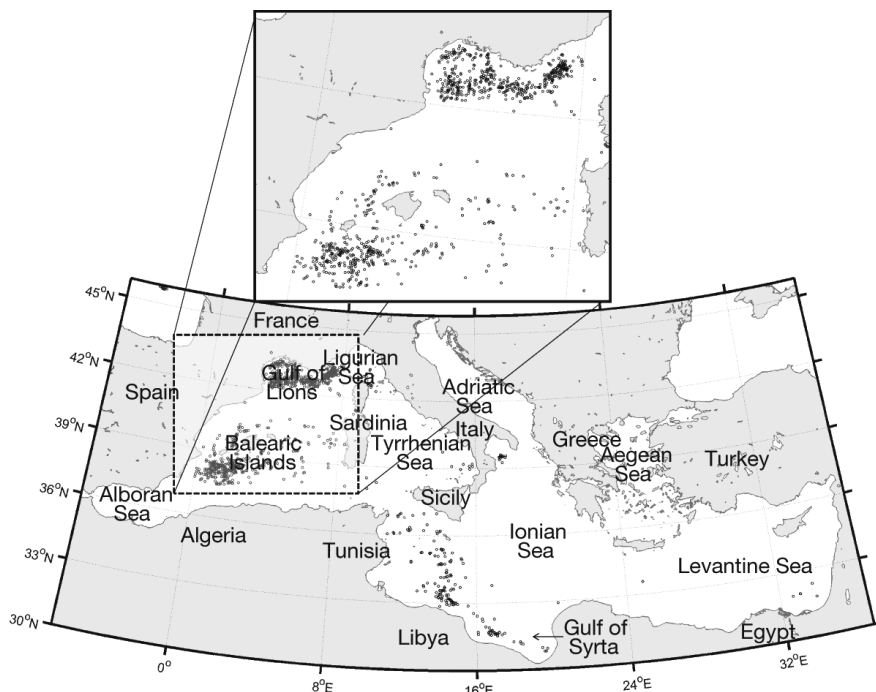 45°N
42°N
39°N
36°N
33°N
30°N
France
Ligurian
Sea
Gulf of
Lions
Spain
Adriatic
Sea
Sardinia
Italy
Tyrrhenian
Sea
Balearic
Islands
Greece
Aegean
Sea
Turkey
Alboran
Sea
Sicily
Algeria
Tunisia
Ionian
Sea
Levantine Sea
Libya
Gulf of
Syrta
Egypt
0°
8°E
16°E
24°E
32°E